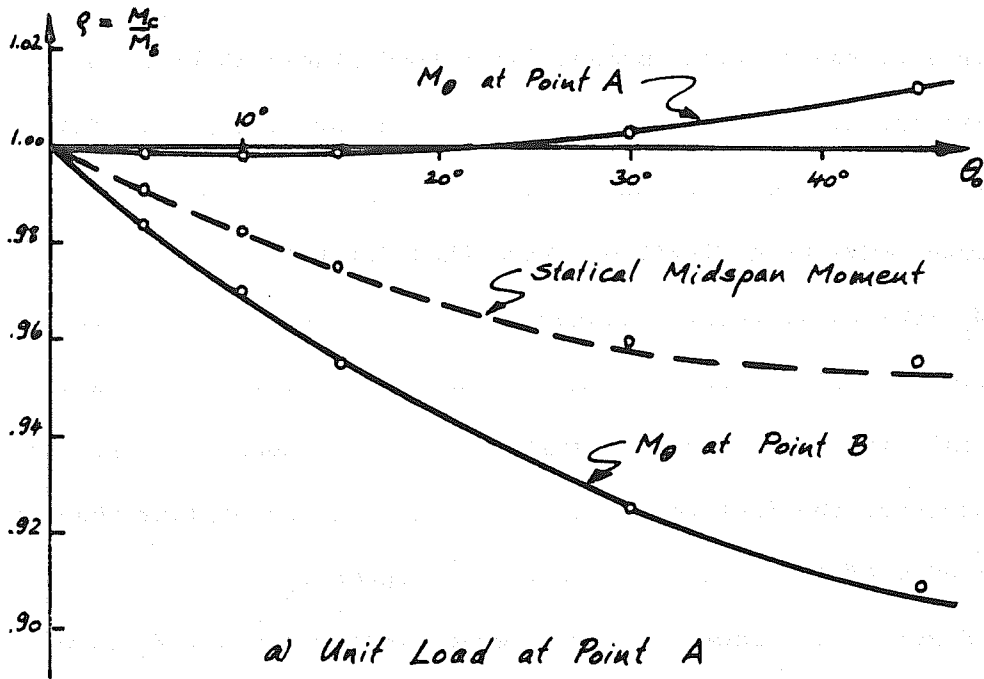 ρ = Mc/Ms
1.02
Mθ at Point A
10°
1.00
20°
30°
40°
θo
.98
Statical Midspan Moment
.96
.94
Mθ at Point B
.92
.90
a) Unit Load at Point A